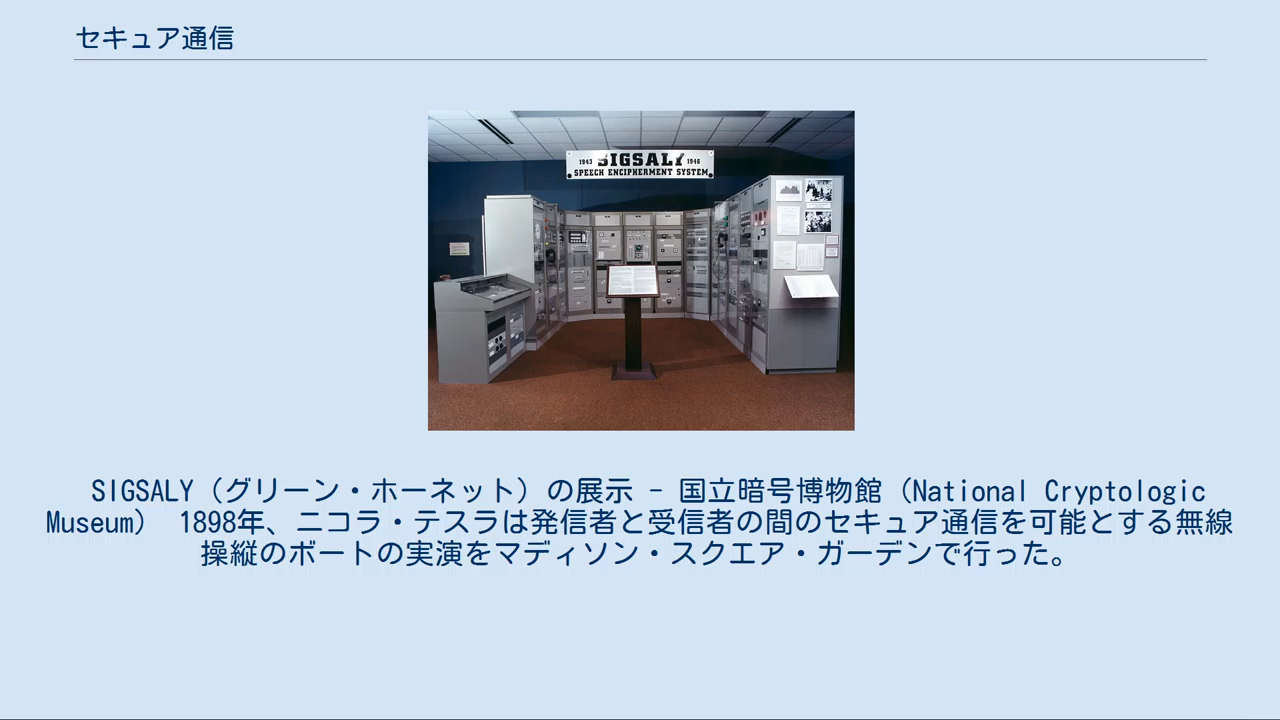 セキュア通信
1943 SIGSALY 1946
SPEECH ENCIPHERMENT SYSTEM
SIGSALY（グリーン・ホーネット）の展示 - 国立暗号博物館（National Cryptologic
Museum） 1898年、ニコラ・テスラは発信者と受信者の間のセキュア通信を可能とする無線
操縦のボートの実演をマディソン・スクエア・ガーデンで行った。